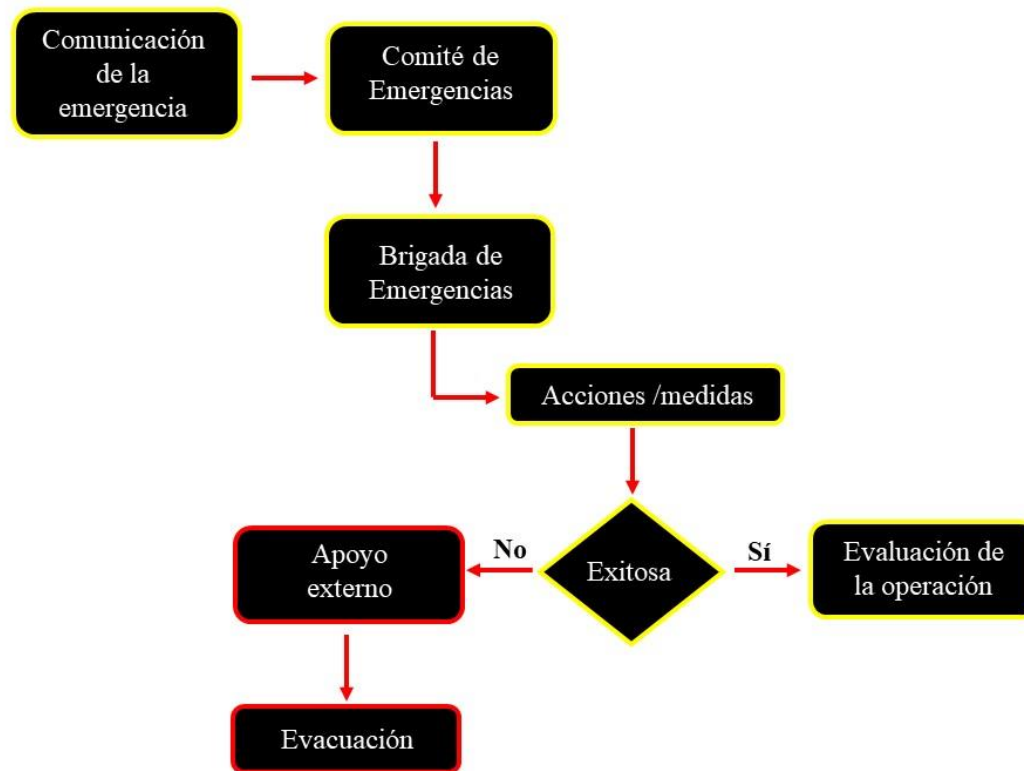 Comunicación
de la
emergencia
Comité de
Emergencias
Brigada de
Emergencias
Acciones /medidas
Exitosa
No
Sí
Apoyo
externo
Evaluación de
la operación
Evacuación